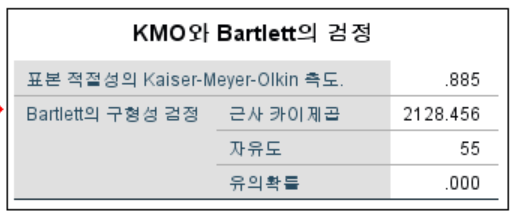 KMO와 Bartlett의 검정
표본 적절성의 Kaiser-Meyer-Olkin 측도. .885
Bartlett의 구형성 검정 근사 카이제곱 2128.456
자유도 55
유의확률 .000